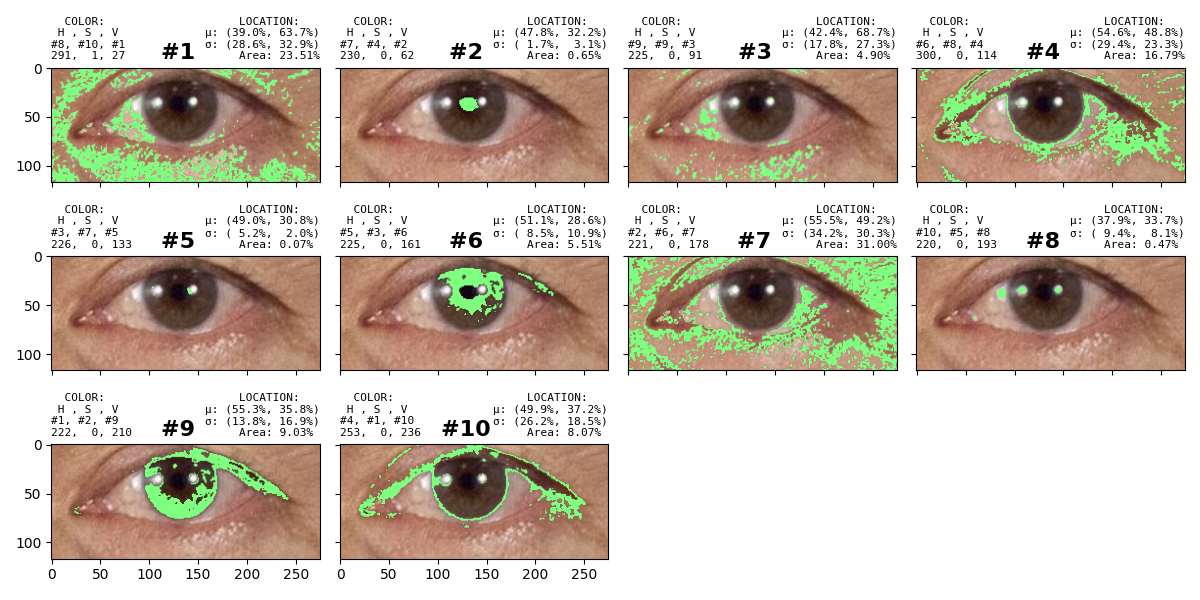 COLOR: LOCATION:
H , S , V μ: (39.0%, 63.7%)
#8, #10, #1 #1 σ: (28.6%, 32.9%)
291, 1, 27 Area: 23.51%
COLOR: LOCATION:
H , S , V μ: (47.8%, 32.2%)
#7, #4, #2 #2 σ: ( 1.7%, 3.1%)
230, 0, 62 Area: 0.65%
COLOR: LOCATION:
H , S , V μ: (42.4%, 68.7%)
#9, #9, #3 #3 σ: (17.8%, 27.3%)
225, 0, 91 Area: 4.90%
COLOR: LOCATION:
H , S , V μ: (54.6%, 48.8%)
#6, #8, #4 #4 σ: (29.4%, 23.3%)
300, 0, 114 Area: 16.79%
0
50
100
COLOR: LOCATION:
H , S , V μ: (49.0%, 30.8%)
#3, #7, #5 #5 σ: ( 5.2%, 2.0%)
226, 0, 133 Area: 0.07%
COLOR: LOCATION:
H , S , V μ: (51.1%, 28.6%)
#5, #3, #6 #6 σ: ( 8.5%, 10.9%)
225, 0, 161 Area: 5.51%
COLOR: LOCATION:
H , S , V μ: (55.5%, 49.2%)
#2, #6, #7 #7 σ: (34.2%, 30.3%)
221, 0, 178 Area: 31.00%
COLOR: LOCATION:
H , S , V μ: (37.9%, 33.7%)
#10, #5, #8 #8 σ: ( 9.4%, 8.1%)
220, 0, 193 Area: 0.47%
0
50
100
COLOR: LOCATION:
H , S , V μ: (55.3%, 35.8%)
#1, #2, #9 #9 σ: (13.8%, 16.9%)
222, 0, 210 Area: 9.03%
COLOR: LOCATION:
H , S , V μ: (49.9%, 37.2%)
#4, #1, #10 #10 σ: (26.2%, 18.5%)
253, 0, 236 Area: 8.07%
0
50
100
0 50 100 150 200 250
0 50 100 150 200 250